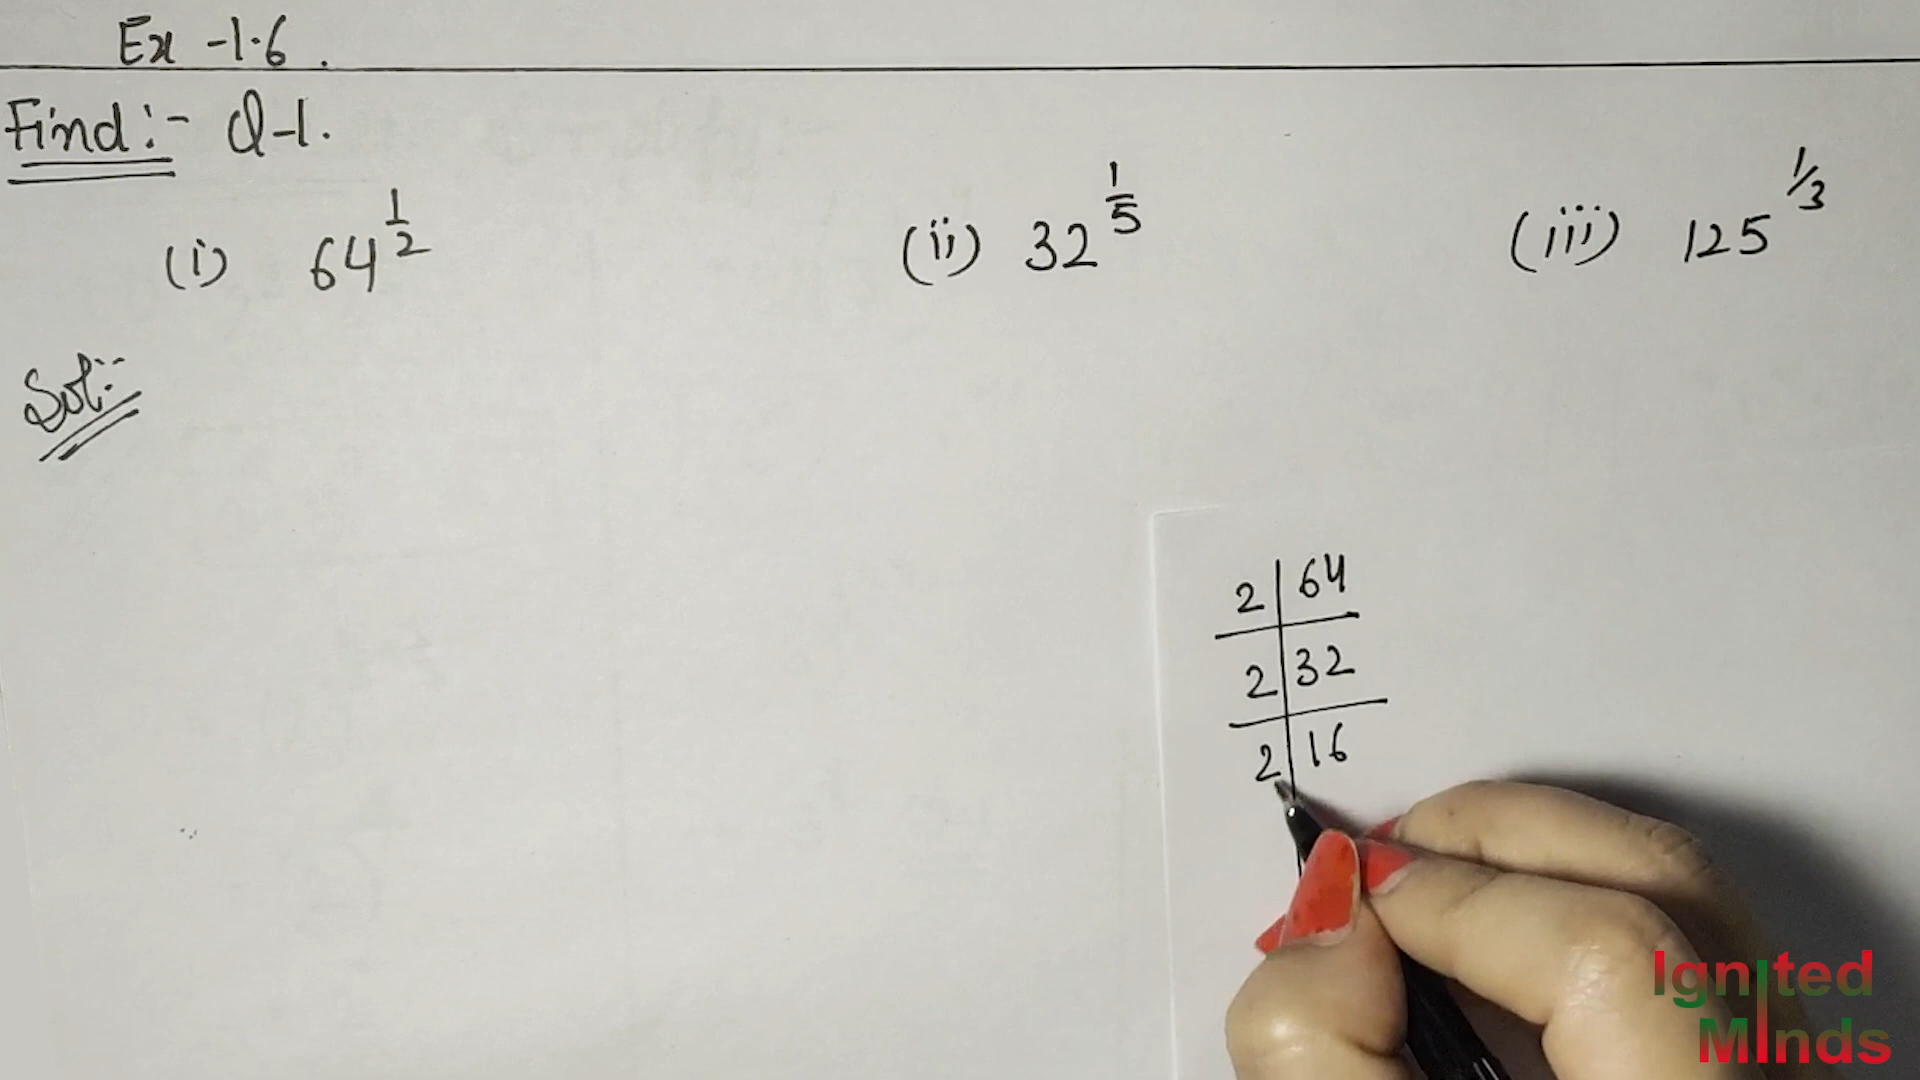 Ex -1.6.
Find:- Q-1.
(i) 64^1/2 (ii) 32^1/5 (iii) 125^1/3
Sol:-
2 | 64
2 | 32
2 | 16
Ignited
Minds